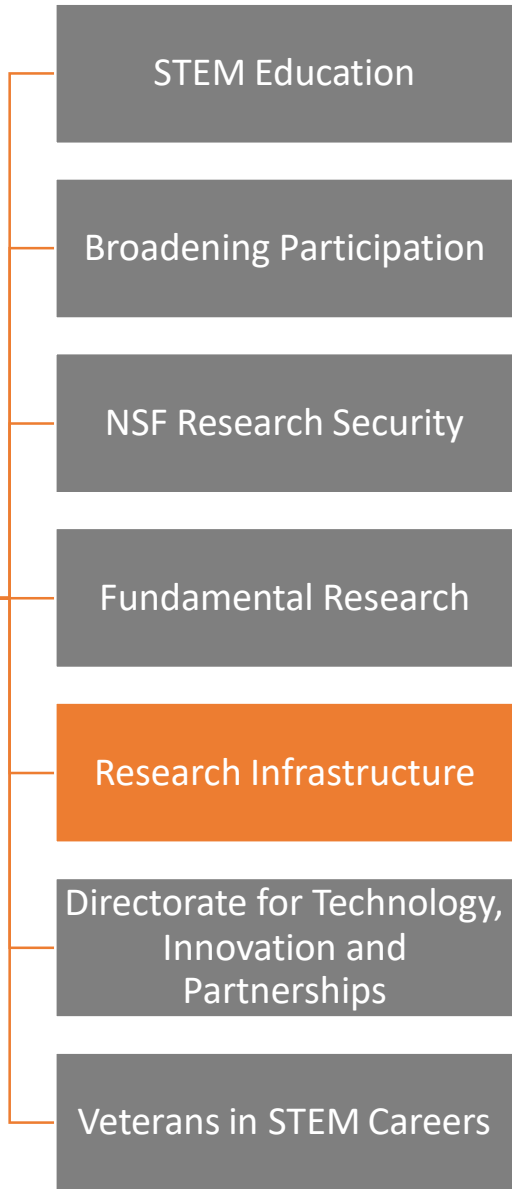 STEM Education
Broadening Participation
NSF Research Security
Fundamental Research
Research Infrastructure
Directorate for Technology,
Innovation and
Partnerships
Veterans in STEM Careers